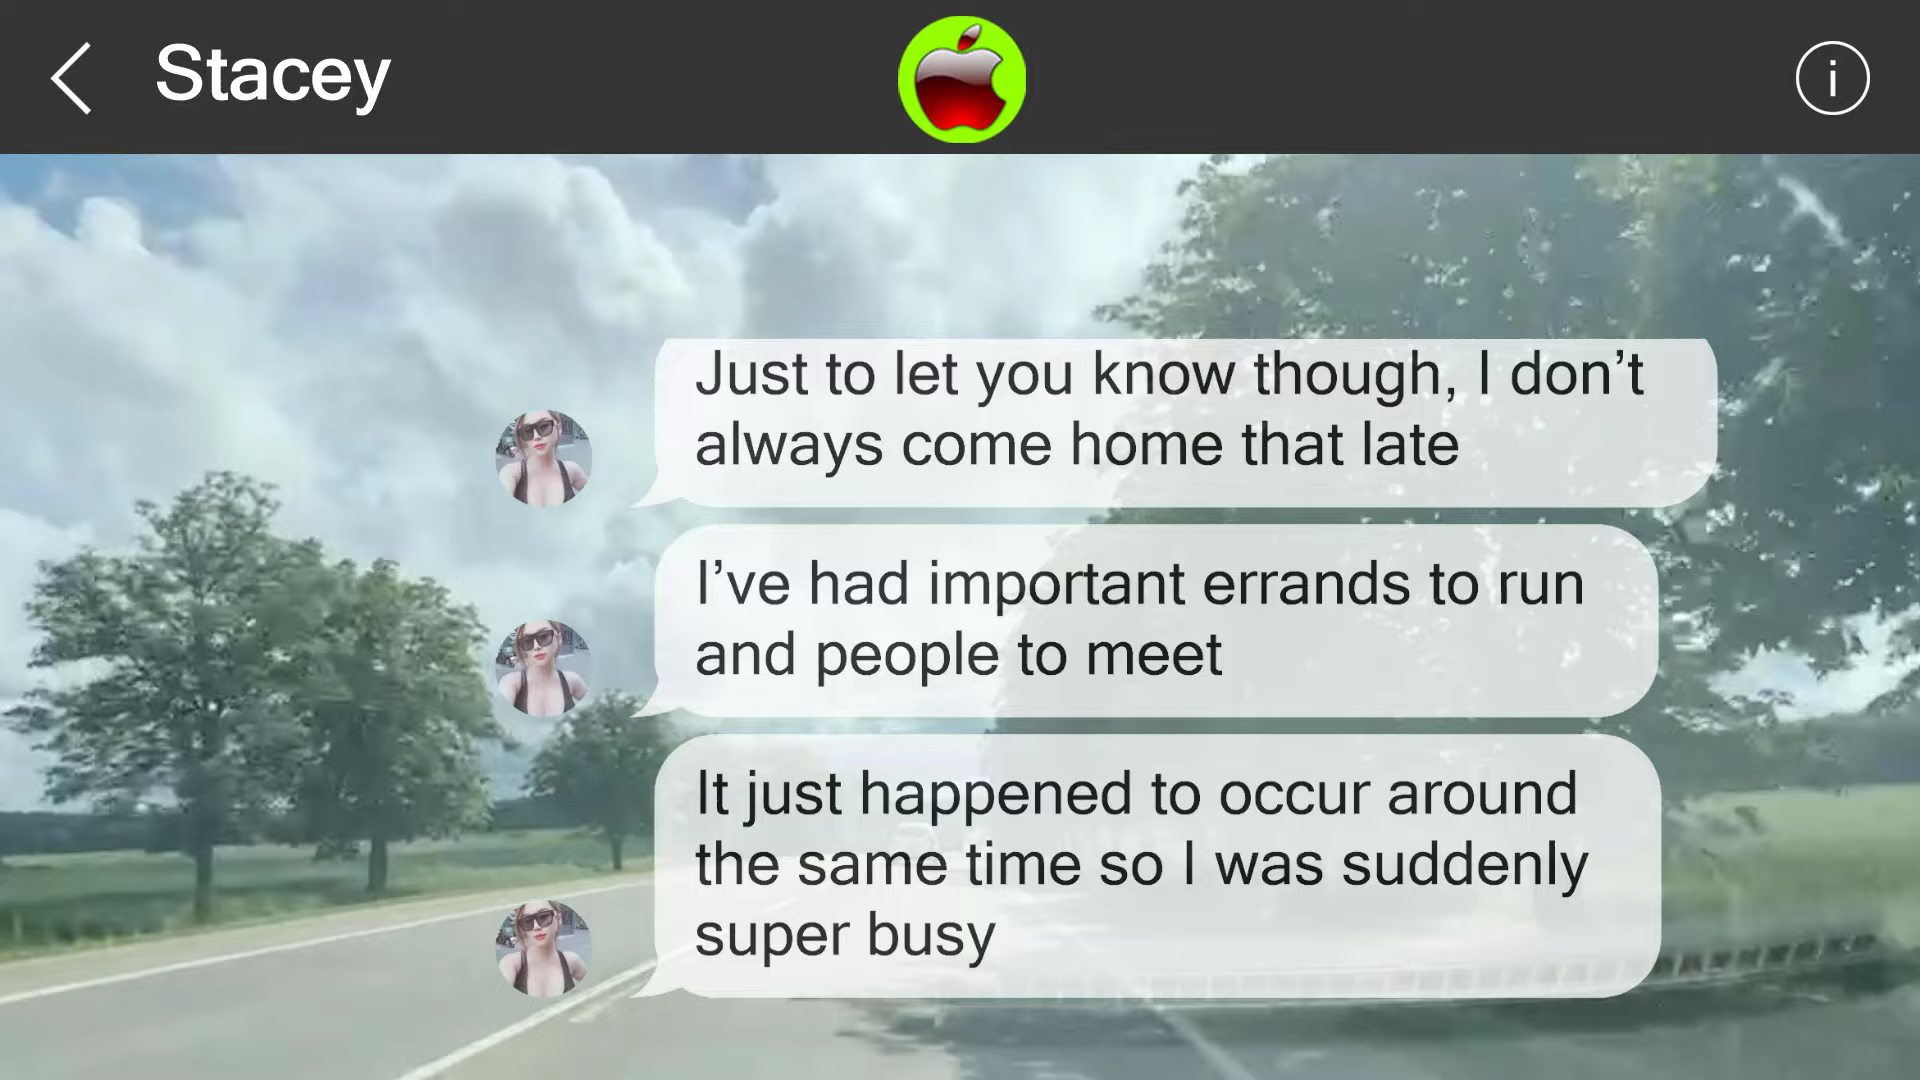 Stacey
i
Just to let you know though, I don’t
always come home that late
I’ve had important errands to run
and people to meet
It just happened to occur around
the same time so I was suddenly
super busy